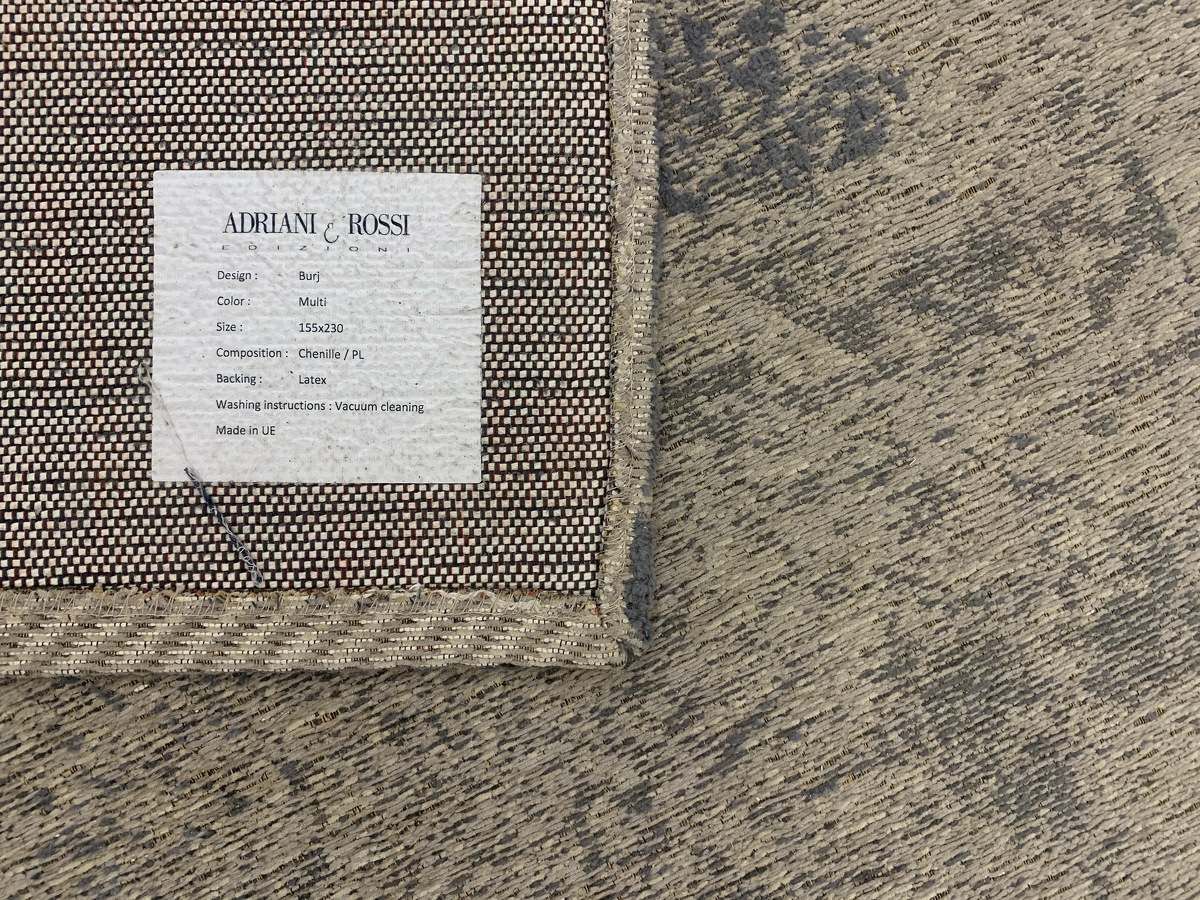 ADRIANI & ROSSI
EDIZIONI
Design : Burj
Color : Multi
Size : 155x230
Composition : Chenille / PL
Backing : Latex
Washing instructions : Vacuum cleaning
Made in UE